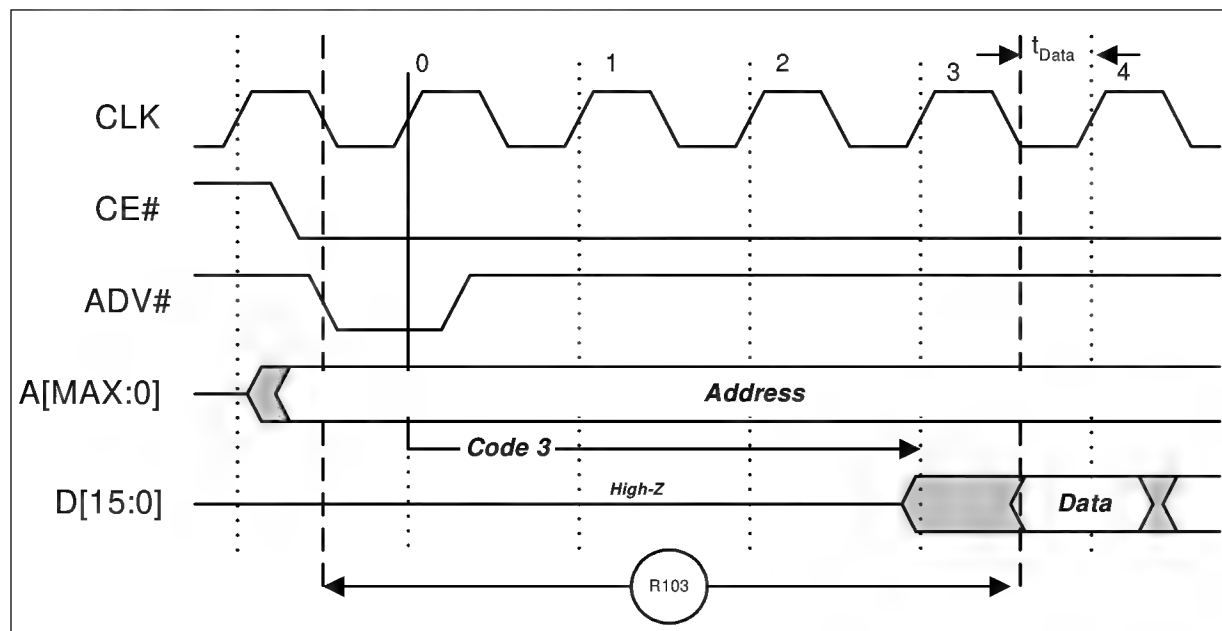 0 1 2 3 tData 4
CLK
CE#
ADV#
A[MAX:0] Address
Code 3
D[15:0] High-Z Data
R103